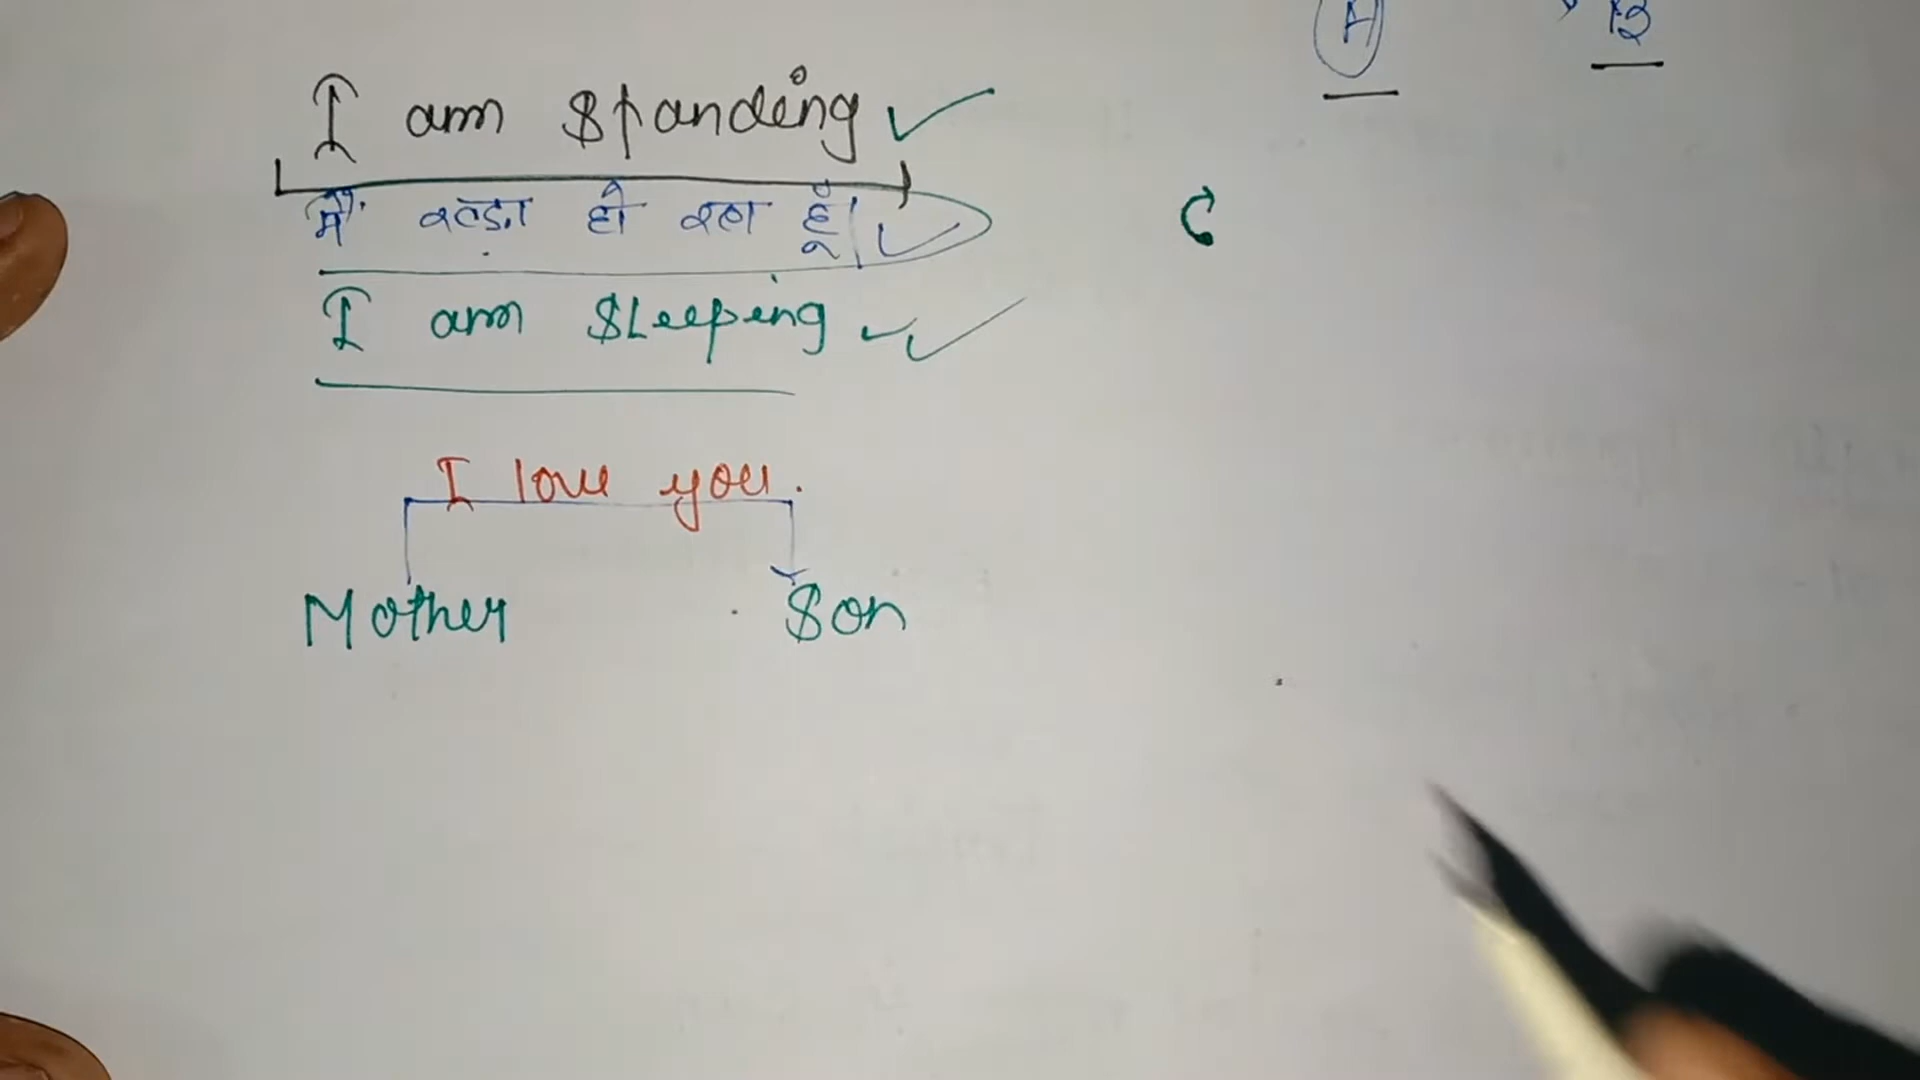 A B
I am Standing
मैं खड़ा हो रहा हूँ।
C
I am Sleeping
I love you.
Mother Son